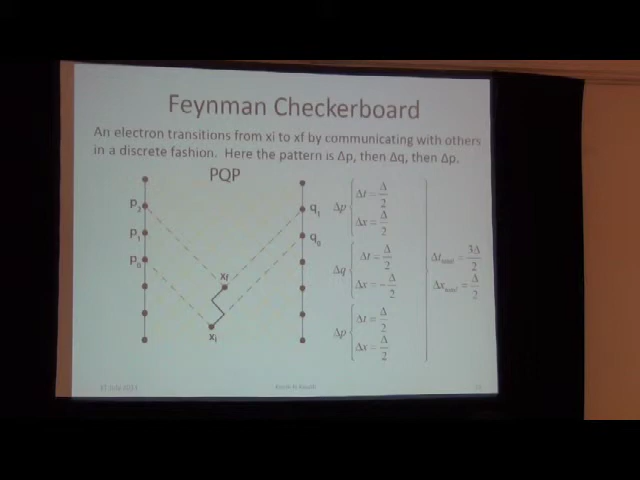 Feynman Checkerboard
An electron transitions from xi to xf by communicating with others
in a discrete fashion. Here the pattern is Δp, then Δq, then Δp.
PQP
p₂
p₁
p₀
q₁
q₀
x_f
x_i
Δp { Δt = Δ/2
Δx = Δ/2
Δq { Δt = Δ/2
Δx = -Δ/2
Δp { Δt = Δ/2
Δx = Δ/2
Δt_total = 3Δ/2
Δx_total = Δ/2